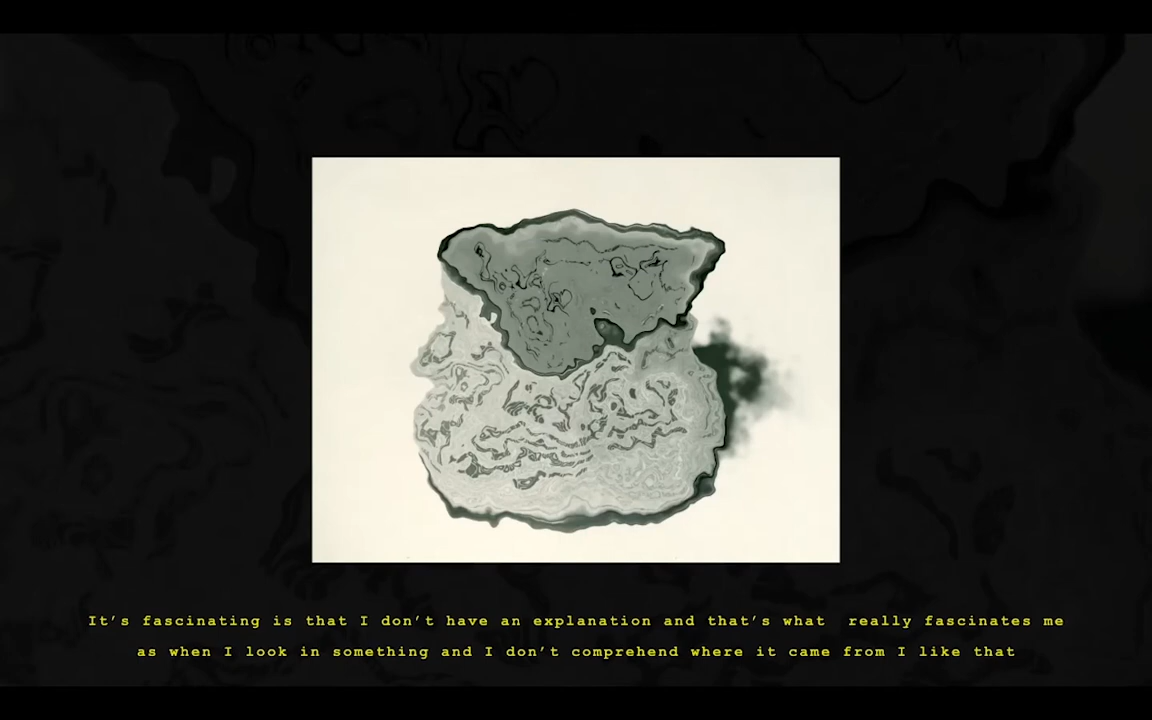 It's fascinating is that I don't have an explanation and that's what  really fascinates me
as when I look in something and I don't comprehend where it came from I like that